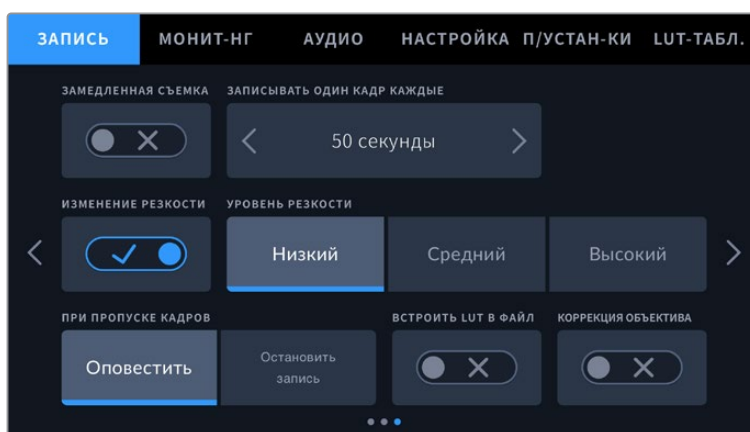 ЗАПИСЬ МОНИТ-НГ АУДИО НАСТРОЙКА П/УСТАН-КИ LUT-ТАБЛ.
ЗАМЕДЛЕННАЯ СЪЕМКА ЗАПИСЫВАТЬ ОДИН КАДР КАЖДЫЕ
50 секунды
ИЗМЕНЕНИЕ РЕЗКОСТИ УРОВЕНЬ РЕЗКОСТИ
Низкий Средний Высокий
ПРИ ПРОПУСКЕ КАДРОВ ВСТРОИТЬ LUT В ФАЙЛ КОРРЕКЦИЯ ОБЪЕКТИВА
Оповестить Остановить
запись